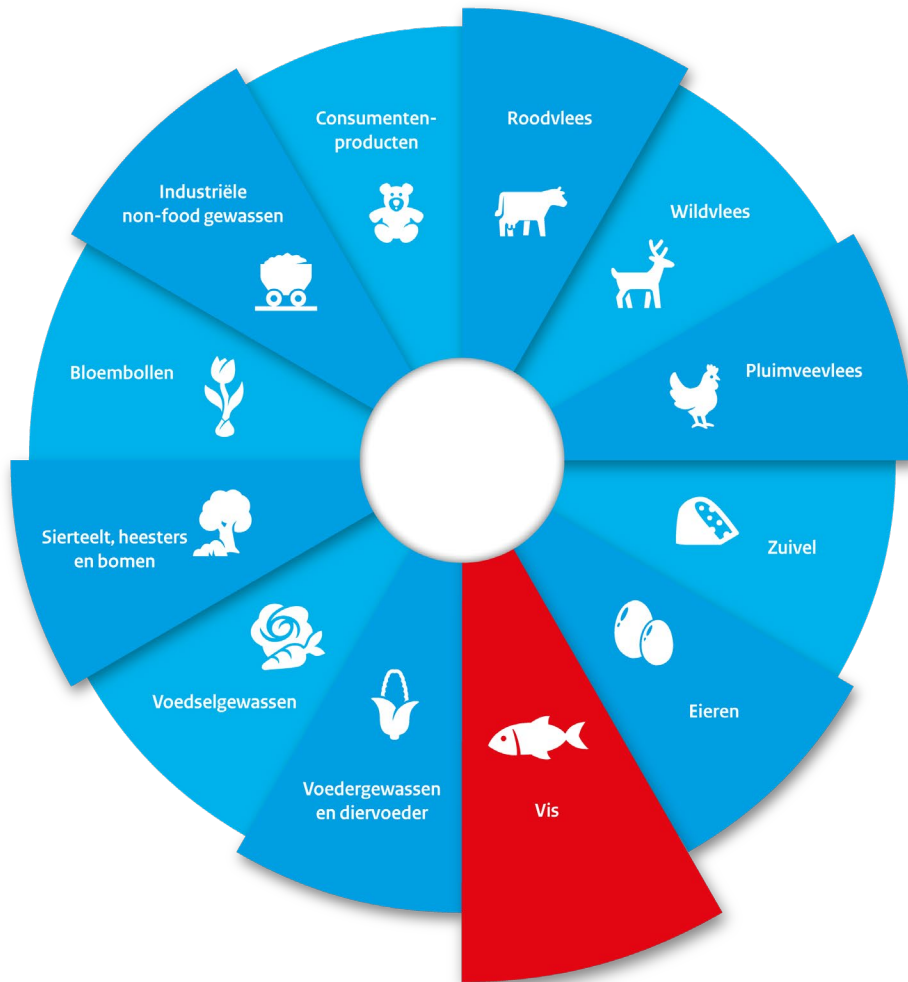 Consumenten-
producten
Roodvlees
Wildvlees
Pluimveevlees
Zuivel
Eieren
Vis
Voedergewassen
en diervoeder
Voedselgewassen
Sierteelt, heesters
en bomen
Bloembollen
Industriële
non-food gewassen